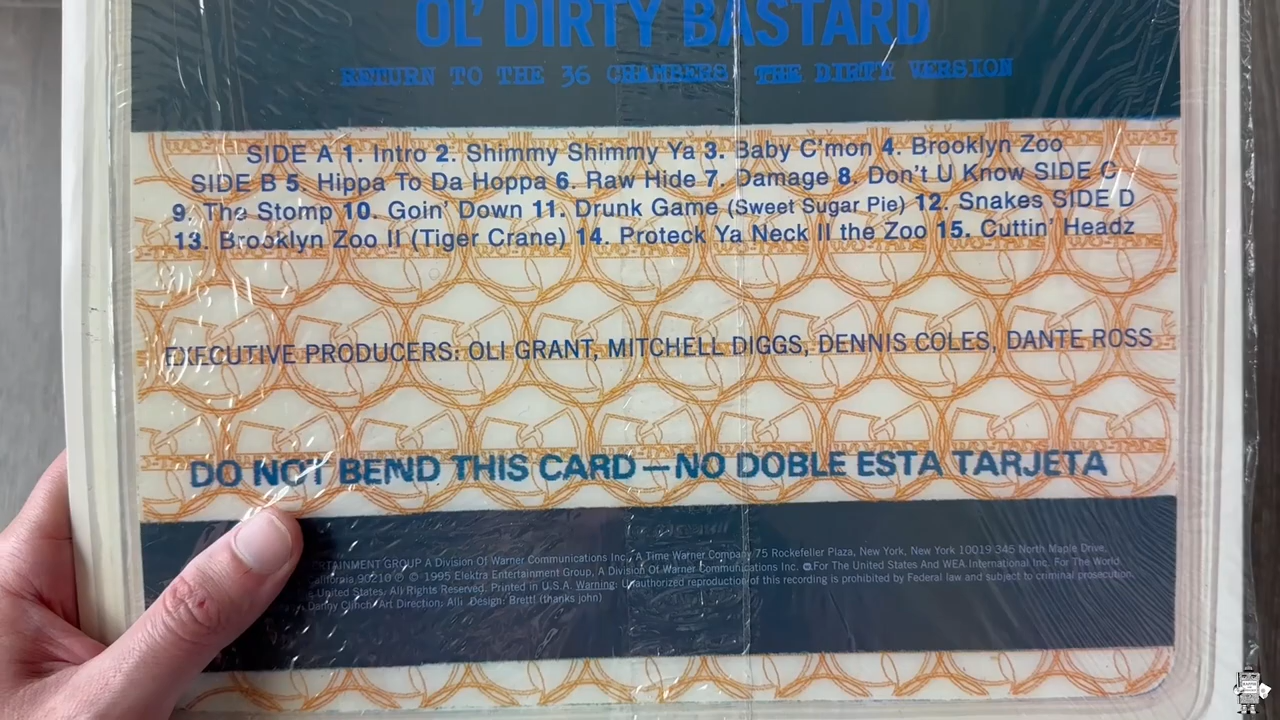 OL' DIRTY BASTARD
RETURN TO THE 36 CHAMBERS: THE DIRTY VERSION
SIDE A 1. Intro 2. Shimmy Shimmy Ya 3. Baby C'mon 4. Brooklyn Zoo
SIDE B 5. Hippa To Da Hoppa 6. Raw Hide 7. Damage 8. Don't U Know SIDE C
9. The Stomp 10. Goin' Down 11. Drunk Game (Sweet Sugar Pie) 12. Snakes SIDE D
13. Brooklyn Zoo II (Tiger Crane) 14. Proteck Ya Neck II the Zoo 15. Cuttin' Headz
EXECUTIVE PRODUCERS: OLI GRANT, MITCHELL DIGGS, DENNIS COLES, DANTE ROSS
DO NOT BEND THIS CARD — NO DOBLE ESTA TARJETA
GROUP A Division Of Warner Communications Inc., A Time Warner Company 75 Rockefeller Plaza, New York, New York 10019 345 North Maple Drive,
California 90210 ℗ © 1995 Elektra Entertainment Group, A Division Of Warner Communications Inc. For The United States And WEA International Inc. For The World
United States. All Rights Reserved. Printed in U.S.A. Warning: Unauthorized reproduction of this recording is prohibited by Federal law and subject to criminal prosecution.
Danny Clinch/Art Direction: Alli Design: Brett! (thanks john)